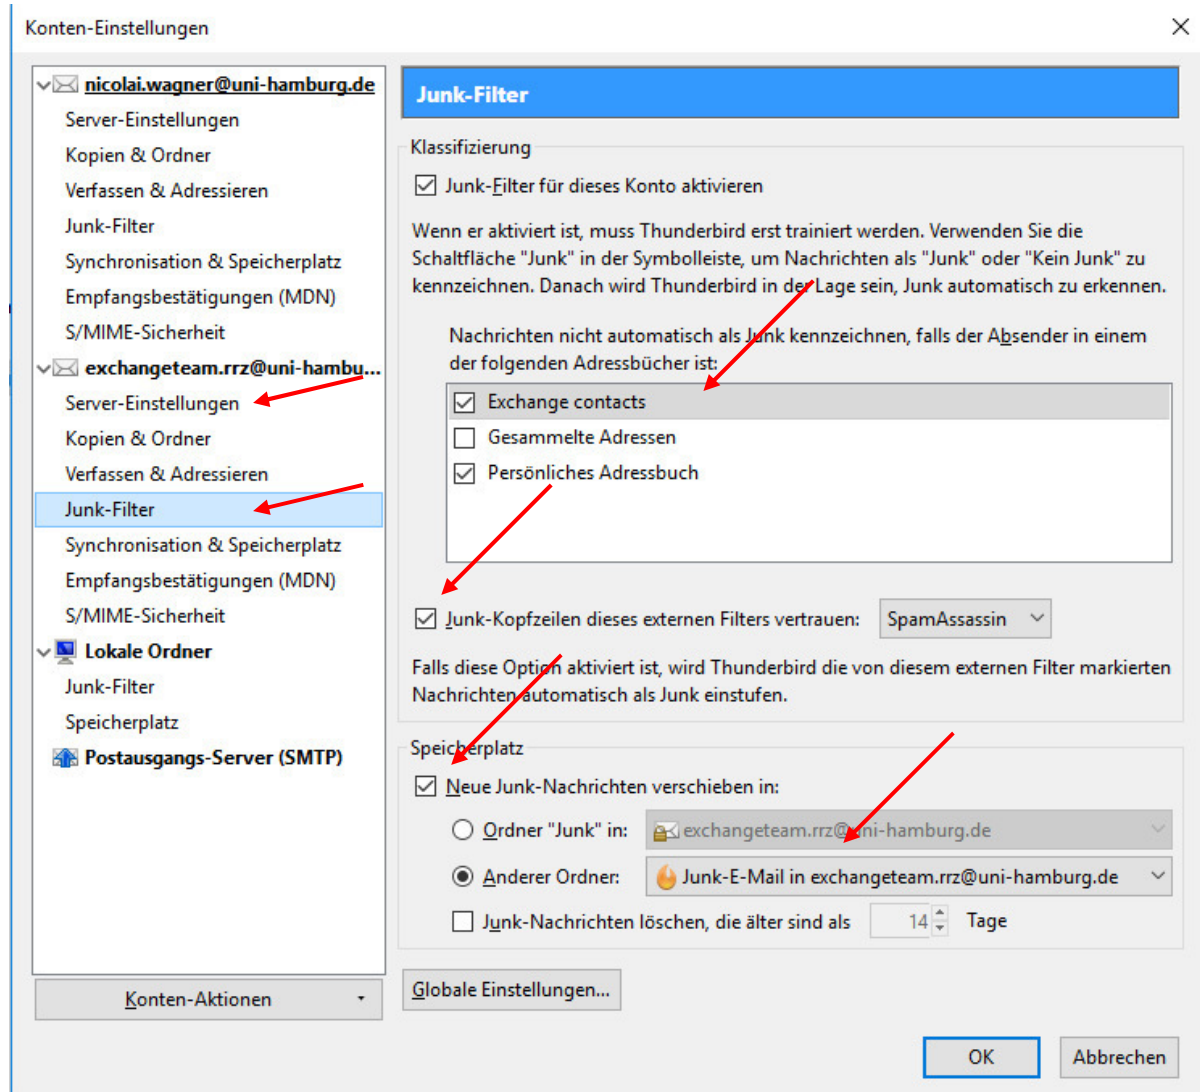 Konten-Einstellungen
nicolai.wagner@uni-hamburg.de
Server-Einstellungen
Kopien & Ordner
Verfassen & Adressieren
Junk-Filter
Synchronisation & Speicherplatz
Empfangsbestätigungen (MDN)
S/MIME-Sicherheit
exchangeteam.rrz@uni-hambu...
Server-Einstellungen
Kopien & Ordner
Verfassen & Adressieren
Junk-Filter
Synchronisation & Speicherplatz
Empfangsbestätigungen (MDN)
S/MIME-Sicherheit
Lokale Ordner
Junk-Filter
Speicherplatz
Postausgangs-Server (SMTP)
Konten-Aktionen
Junk-Filter
Klassifizierung
Junk-Filter für dieses Konto aktivieren
Wenn er aktiviert ist, muss Thunderbird erst trainiert werden. Verwenden Sie die
Schaltfläche "Junk" in der Symbolleiste, um Nachrichten als "Junk" oder "Kein Junk" zu
kennzeichnen. Danach wird Thunderbird in der Lage sein, Junk automatisch zu erkennen.
Nachrichten nicht automatisch als Junk kennzeichnen, falls der Absender in einem
der folgenden Adressbücher ist:
Exchange contacts
Gesammelte Adressen
Persönliches Adressbuch
Junk-Kopfzeilen dieses externen Filters vertrauen: SpamAssassin
Falls diese Option aktiviert ist, wird Thunderbird die von diesem externen Filter markierten
Nachrichten automatisch als Junk einstufen.
Speicherplatz
Neue Junk-Nachrichten verschieben in:
Ordner "Junk" in: exchangeteam.rrz@uni-hamburg.de
Anderer Ordner: Junk-E-Mail in exchangeteam.rrz@uni-hamburg.de
Junk-Nachrichten löschen, die älter sind als 14 Tage
Globale Einstellungen...
OK Abbrechen